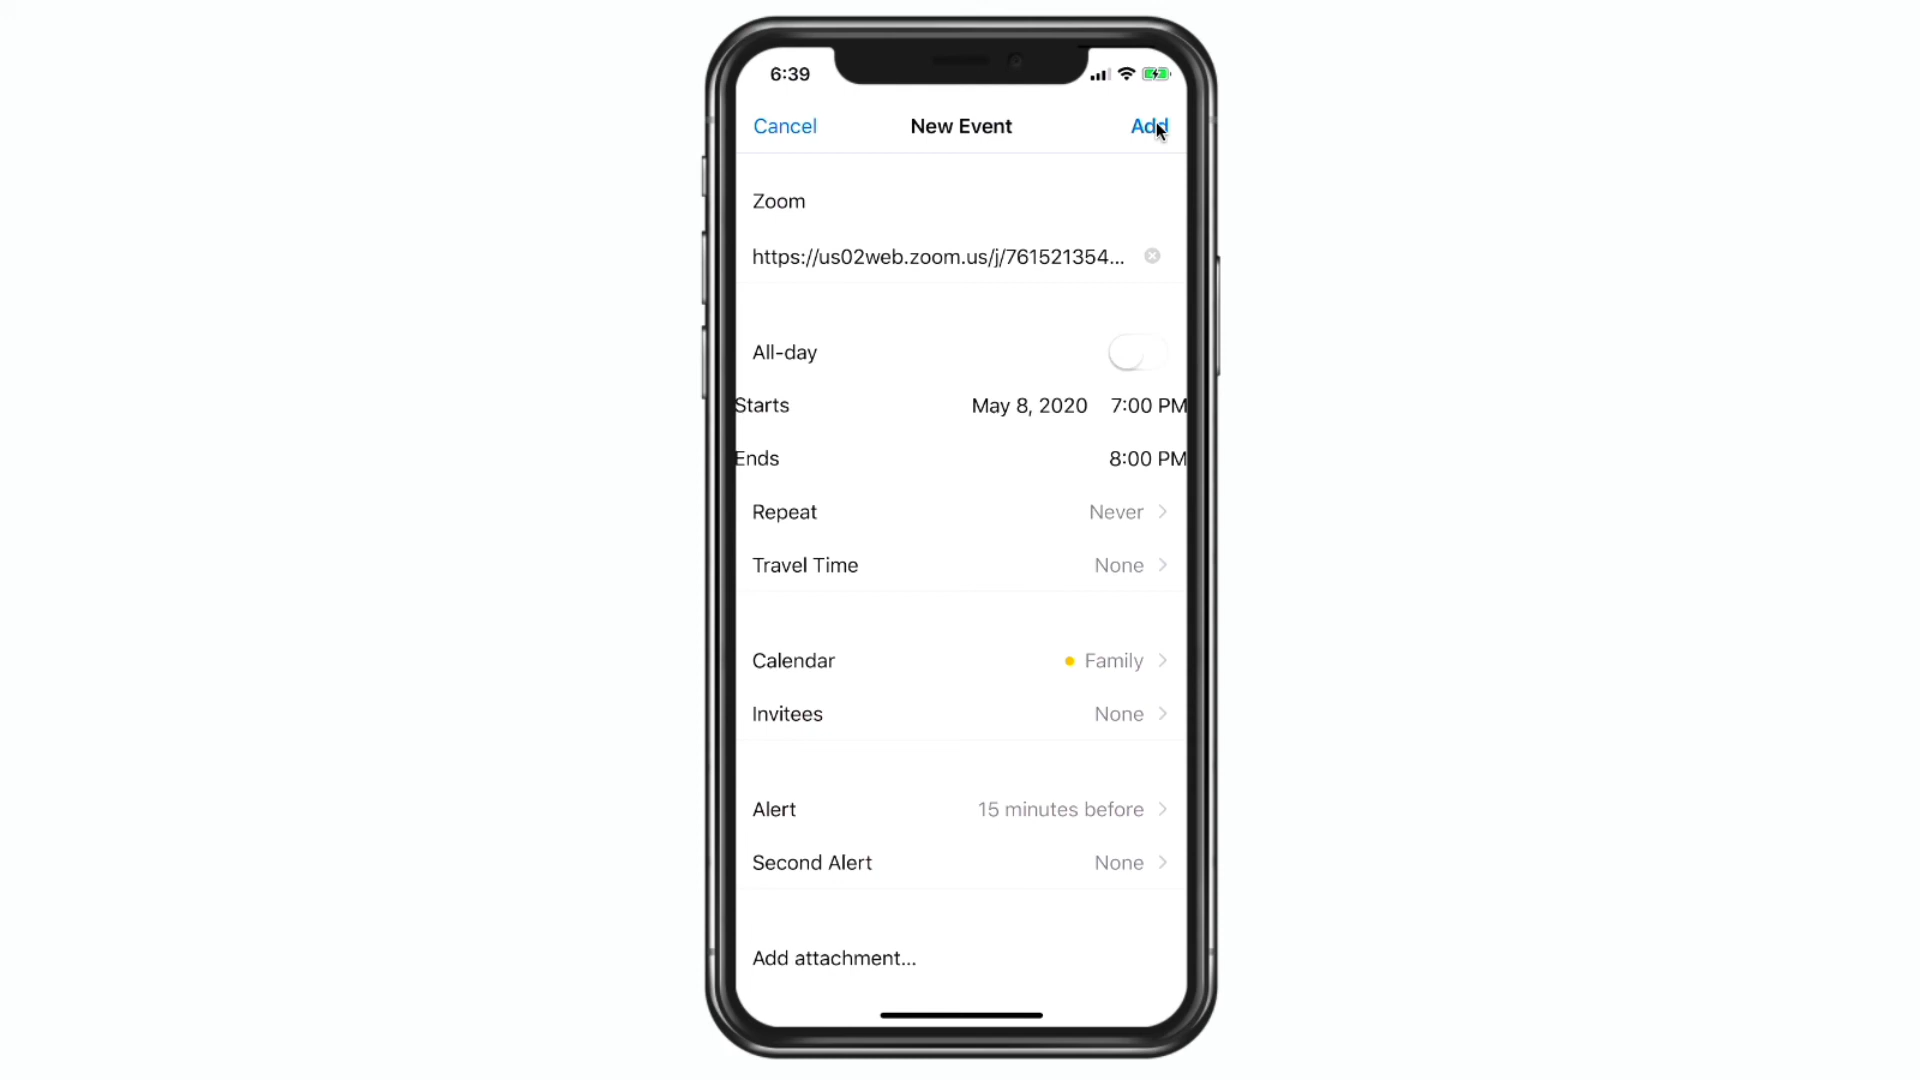 6:39
Cancel New Event Add
Zoom
https://us02web.zoom.us/j/761521354...
All-day
Starts May 8, 2020 7:00 PM
Ends 8:00 PM
Repeat Never
Travel Time None
Calendar Family
Invitees None
Alert 15 minutes before
Second Alert None
Add attachment...